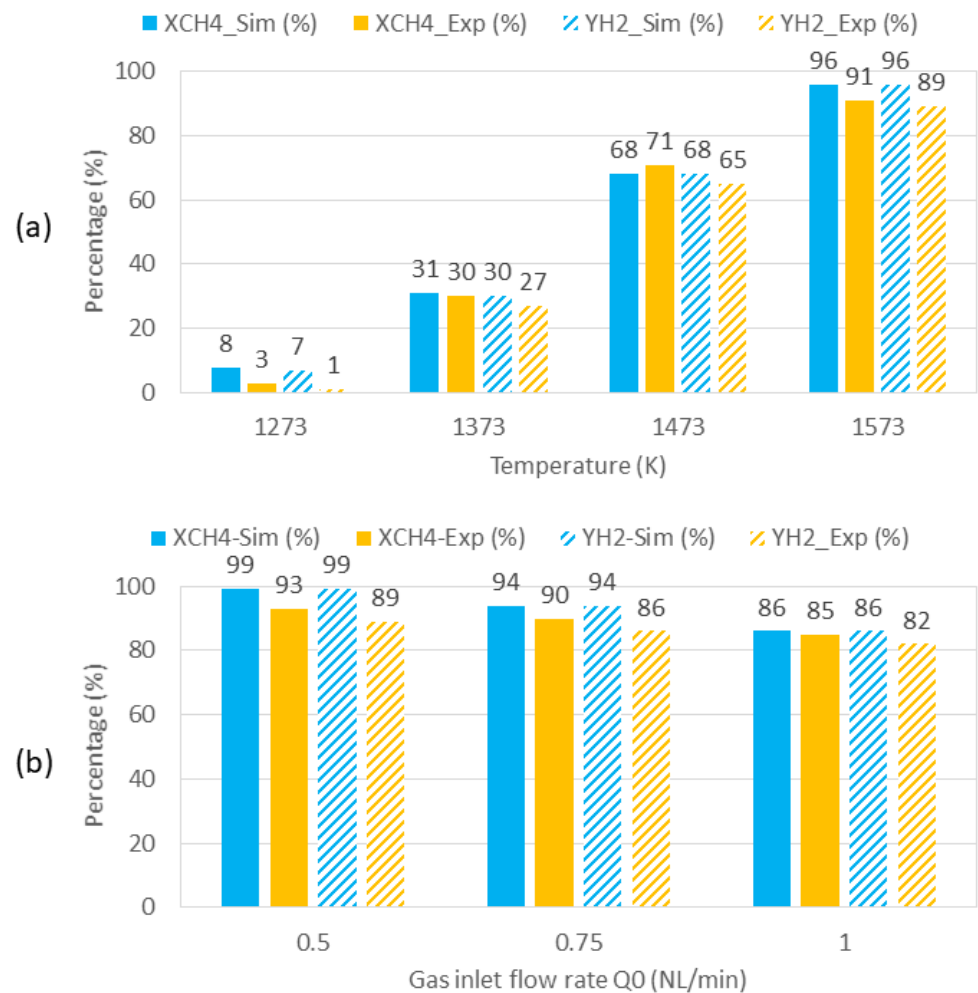 XCH4_Sim (%) XCH4_Exp (%) YH2_Sim (%) YH2_Exp (%)
(a)
Percentage (%)
100
80
60
40
20
0
8 3 7 1
31 30 30 27
68 71 68 65
96 91 96 89
1273 1373 1473 1573
Temperature (K)
XCH4-Sim (%) XCH4-Exp (%) YH2-Sim (%) YH2_Exp (%)
(b)
Percentage (%)
100
80
60
40
20
0
99 93 99 89
94 90 94 86
86 85 86 82
0.5 0.75 1
Gas inlet flow rate Q0 (NL/min)